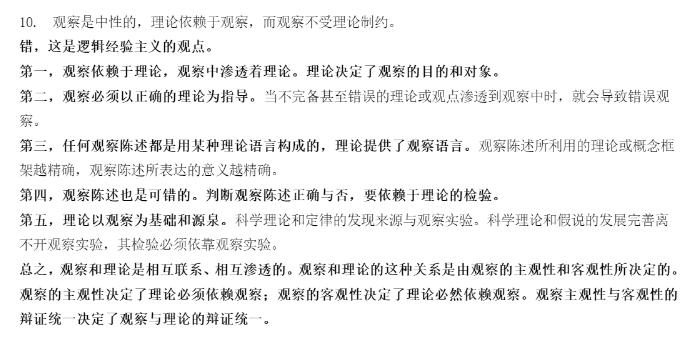 10. 观察是中性的，理论依赖于观察，而观察不受理论制约。
错，这是逻辑经验主义的观点。
第一，观察依赖于理论，观察中渗透着理论。理论决定了观察的目的和对象。
第二，观察必须以正确的理论为指导。当不完备甚至错误的理论或观点渗透到观察中时，就会导致错误观
察。
第三，任何观察陈述都是用某种理论语言构成的，理论提供了观察语言。观察陈述所利用的理论或概念框
架越精确，观察陈述所表达的意义越精确。
第四，观察陈述也是可错的。判断观察陈述正确与否，要依赖于理论的检验。
第五，理论以观察为基础和源泉。科学理论和定律的发现来源与观察实验。科学理论和假说的发展完善离
不开观察实验，其检验必须依靠观察实验。
总之，观察和理论是相互联系、相互渗透的。观察和理论的这种关系是由观察的主观性和客观性所决定的。
观察的主观性决定了理论必须依赖观察；观察的客观性决定了理论必然依赖观察。观察主观性与客观性的
辩证统一决定了观察与理论的辩证统一。